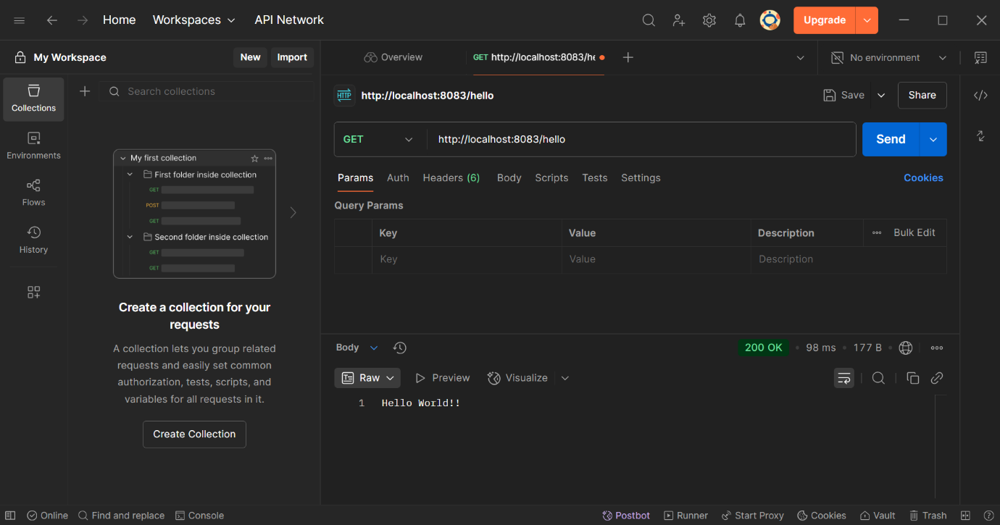 Home Workspaces API Network Upgrade
My Workspace New Import
Overview GET http://localhost:8083/he No environment
Collections
Search collections
HTTP http://localhost:8083/hello Save Share
Environments
Flows
History
My first collection
First folder inside collection
GET
POST
GET
Second folder inside collection
GET
GET
Create a collection for your
requests
A collection lets you group related
requests and easily set common
authorization, tests, scripts, and
variables for all requests in it.
Create Collection
GET http://localhost:8083/hello Send
Params Auth Headers (6) Body Scripts Tests Settings Cookies
Query Params
Key Value Description Bulk Edit
Key Value Description
Body 200 OK 98 ms 177 B
Raw Preview Visualize
1 Hello World!!
Online Find and replace Console Postbot Runner Start Proxy Cookies Vault Trash